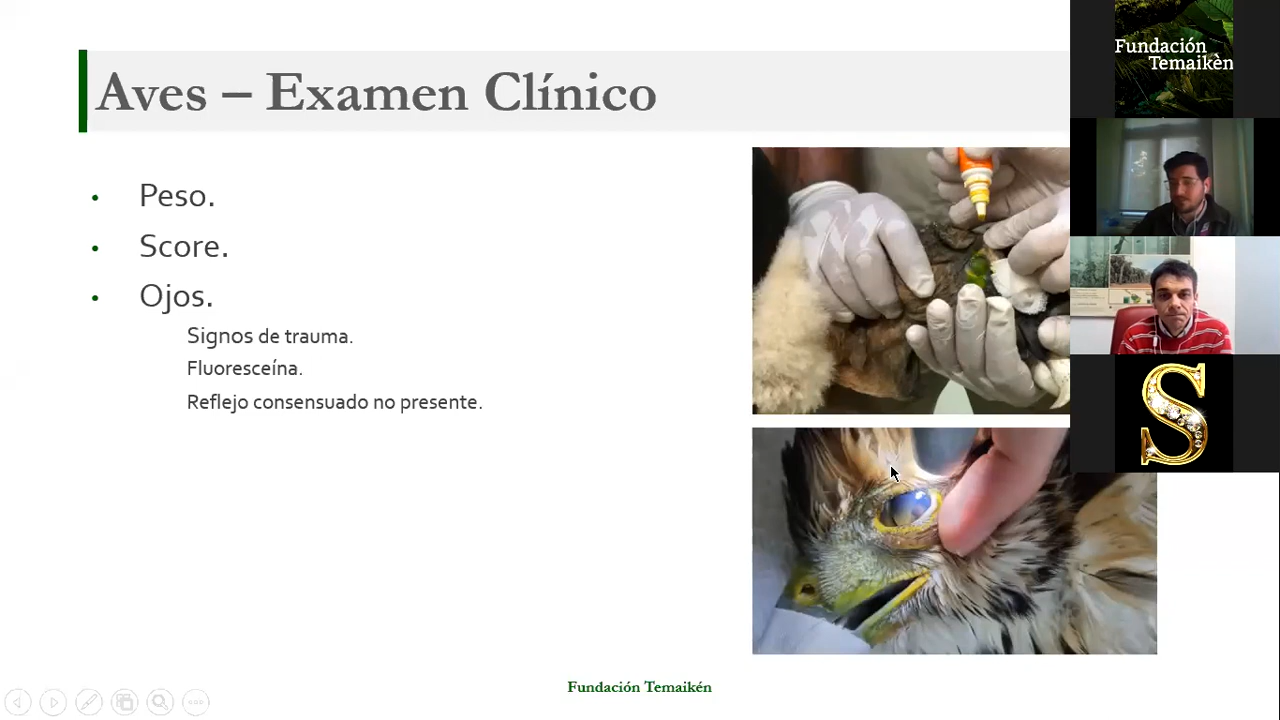 Aves – Examen Clínico
• Peso.
• Score.
• Ojos.
Signos de trauma.
Fluoresceína.
Reflejo consensuado no presente.
Fundación Temaikén
Fundación
Temaikèn
S